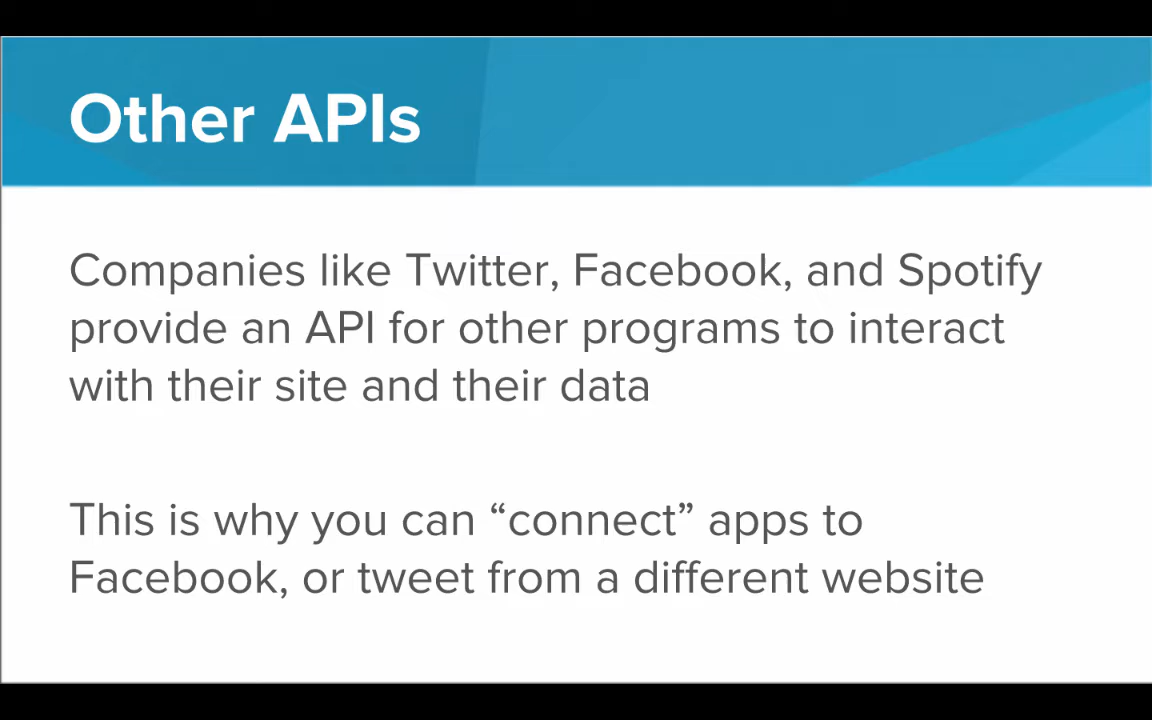 Other APIs
Companies like Twitter, Facebook, and Spotify
provide an API for other programs to interact
with their site and their data
This is why you can “connect” apps to
Facebook, or tweet from a different website